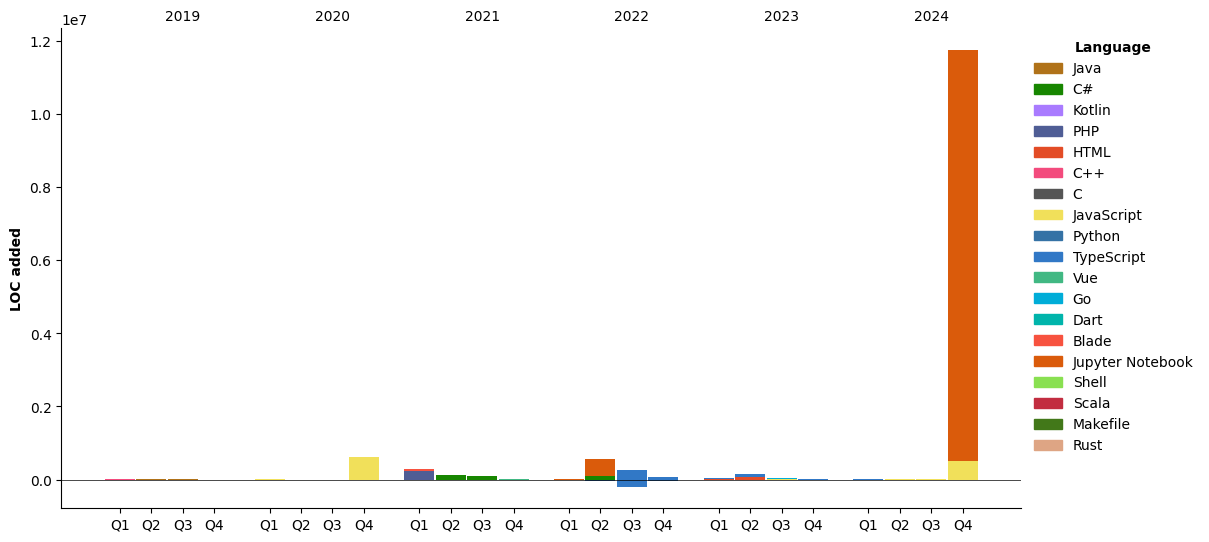 1e7
2019 2020 2021 2022 2023 2024
1.2
1.0
0.8
0.6
0.4
0.2
0.0
LOC added
Q1 Q2 Q3 Q4 Q1 Q2 Q3 Q4 Q1 Q2 Q3 Q4 Q1 Q2 Q3 Q4 Q1 Q2 Q3 Q4 Q1 Q2 Q3 Q4
Language
Java
C#
Kotlin
PHP
HTML
C++
C
JavaScript
Python
TypeScript
Vue
Go
Dart
Blade
Jupyter Notebook
Shell
Scala
Makefile
Rust